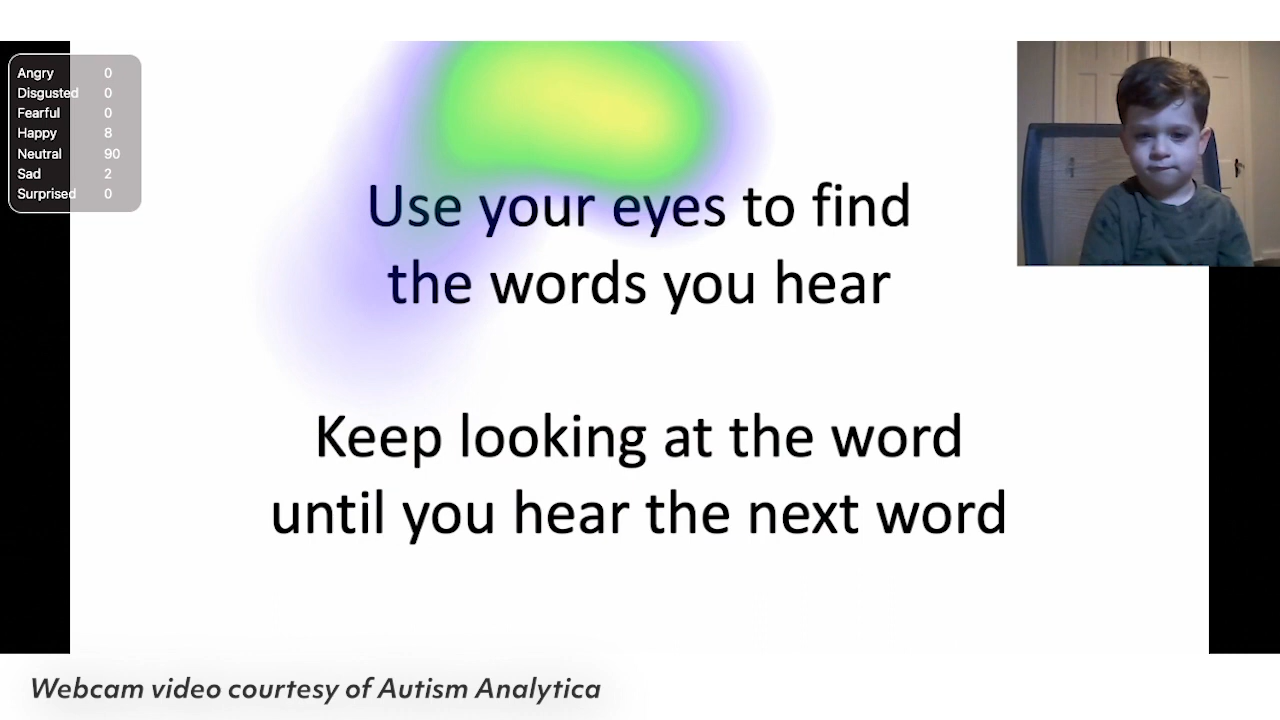 Angry 0
Disgusted 0
Fearful 0
Happy 8
Neutral 90
Sad 2
Surprised 0
Use your eyes to find
the words you hear
Keep looking at the word
until you hear the next word
Webcam video courtesy of Autism Analytica